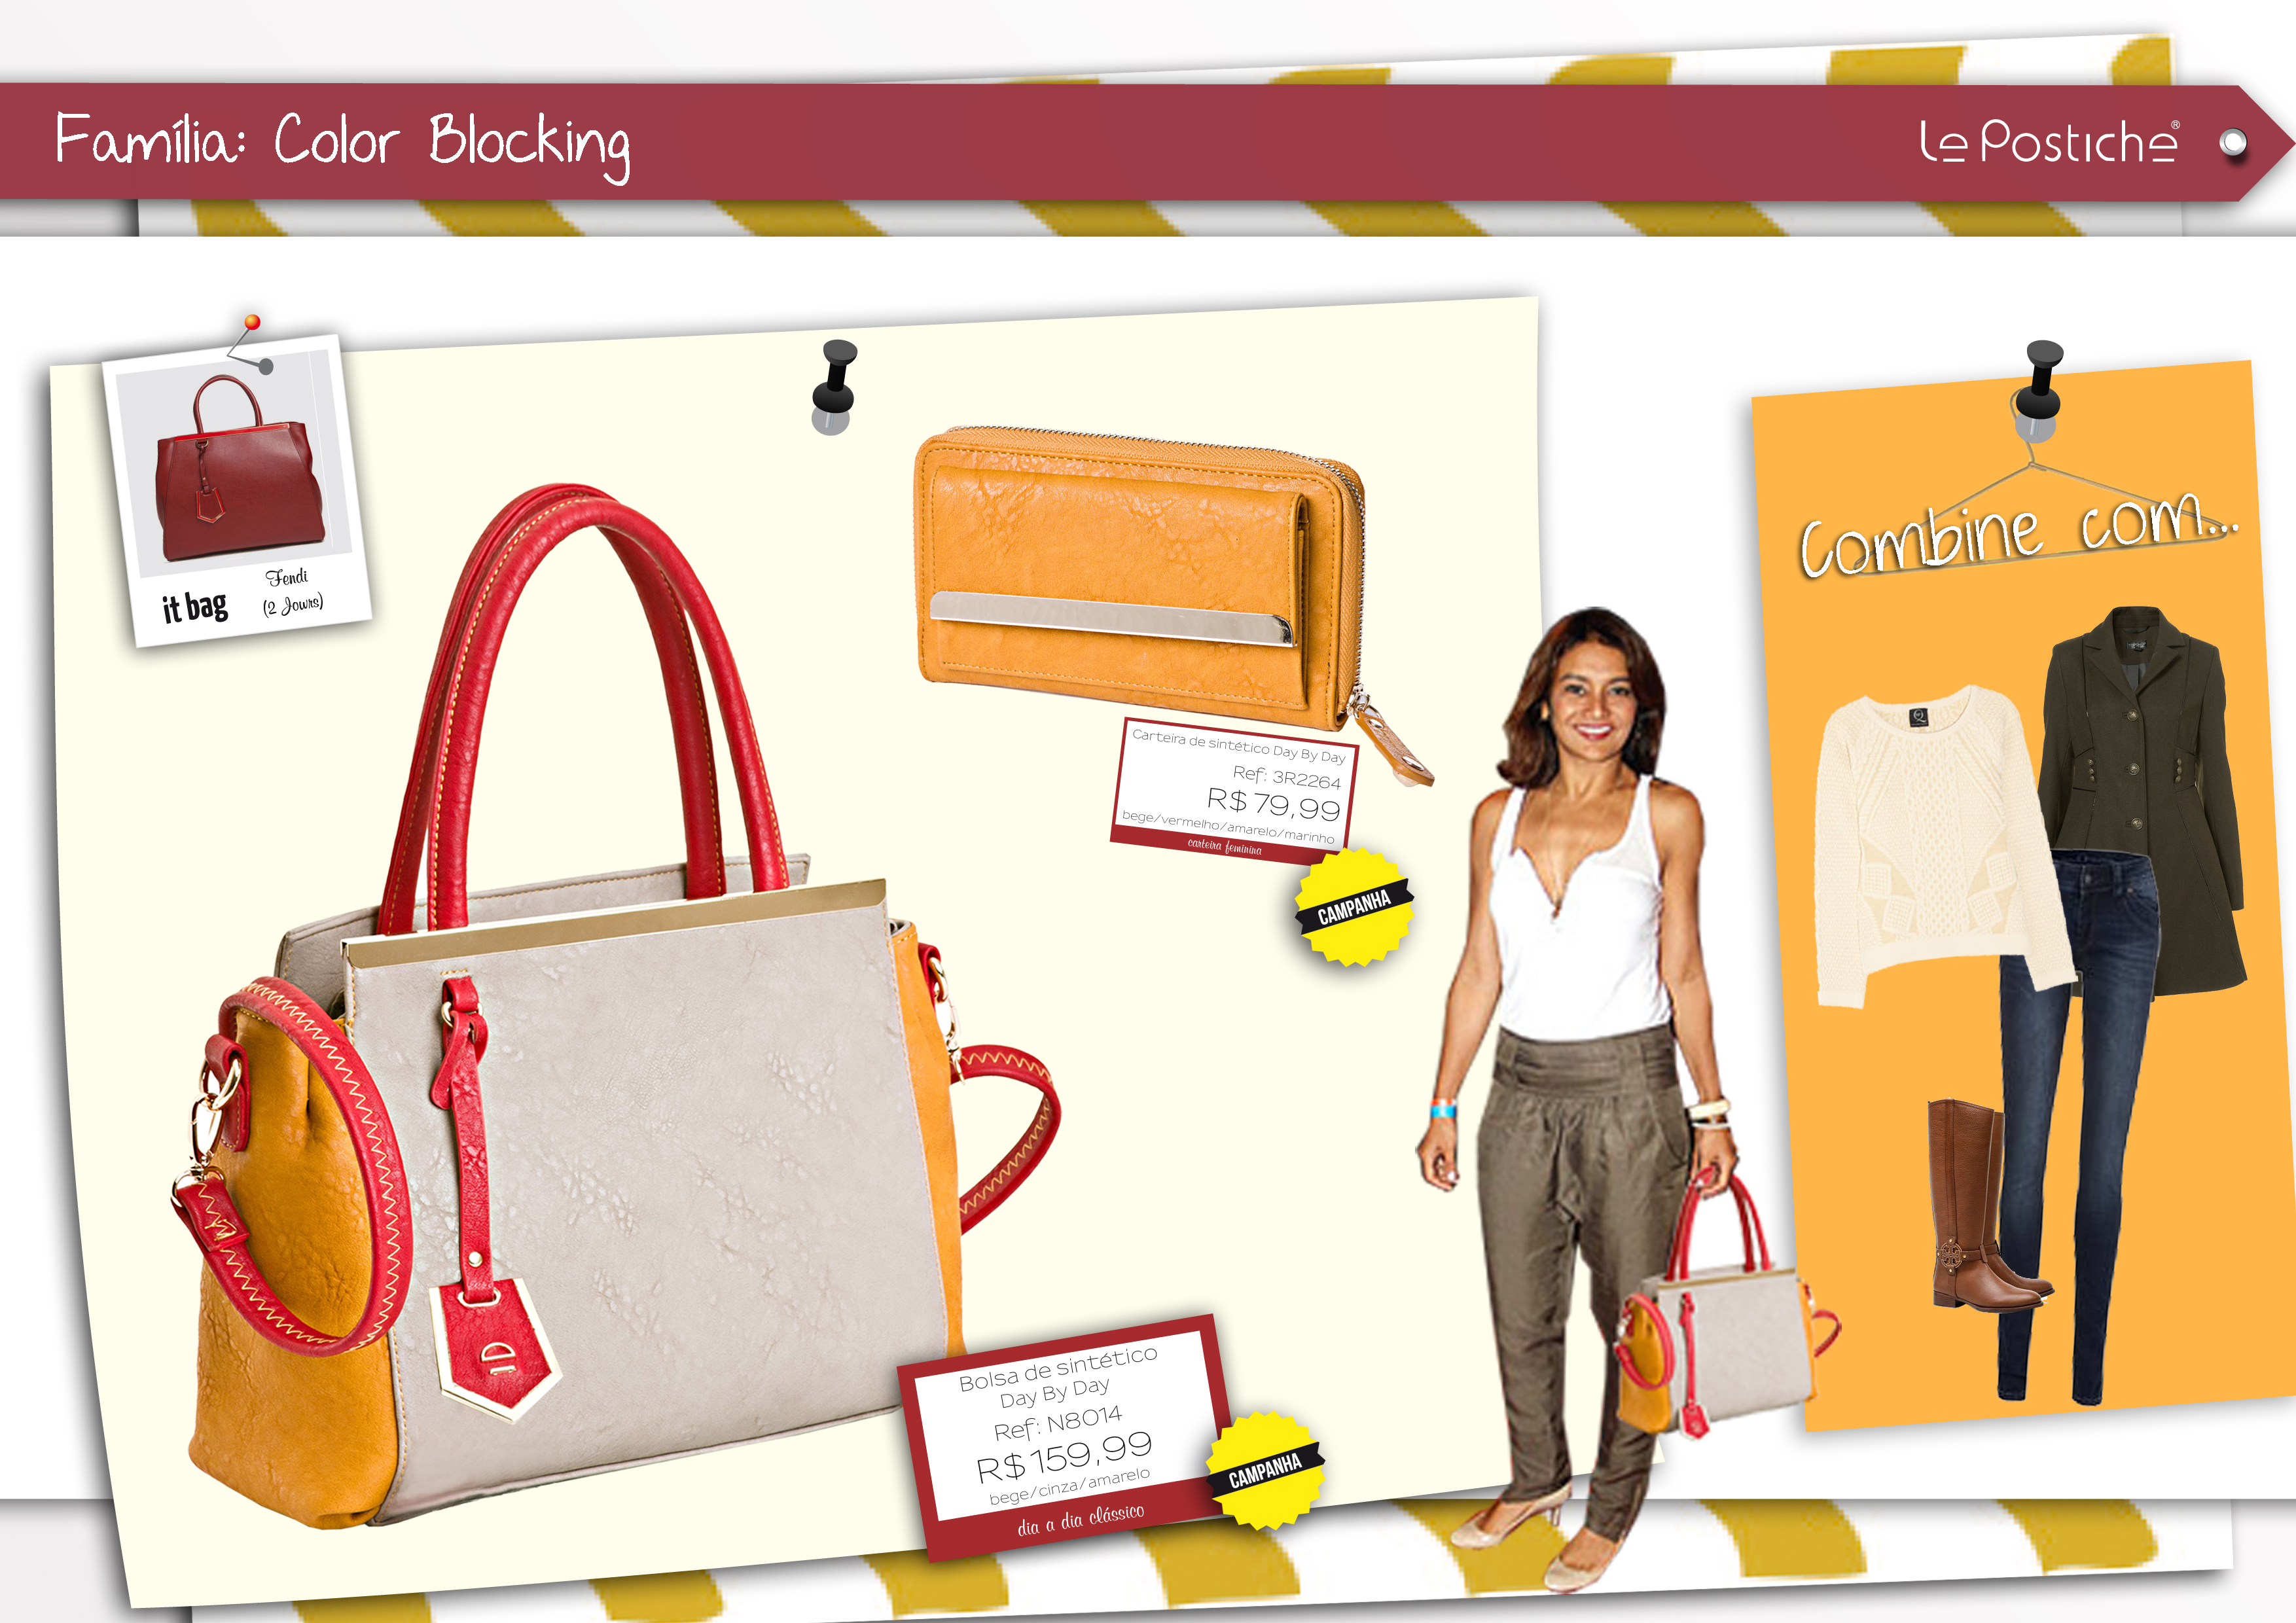 Família: Color Blocking
Le Postiche®
it bag
Fendi
(2 Jours)
Carteira de sintético Day By Day
Ref: 3R2264
R$ 79,99
bege/vermelho/amarelo/marinho
carteira feminina
CAMPANHA
Combine com...
Bolsa de sintético
Day By Day
Ref: N8014
R$ 159,99
bege/cinza/amarelo
dia a dia clássico
CAMPANHA